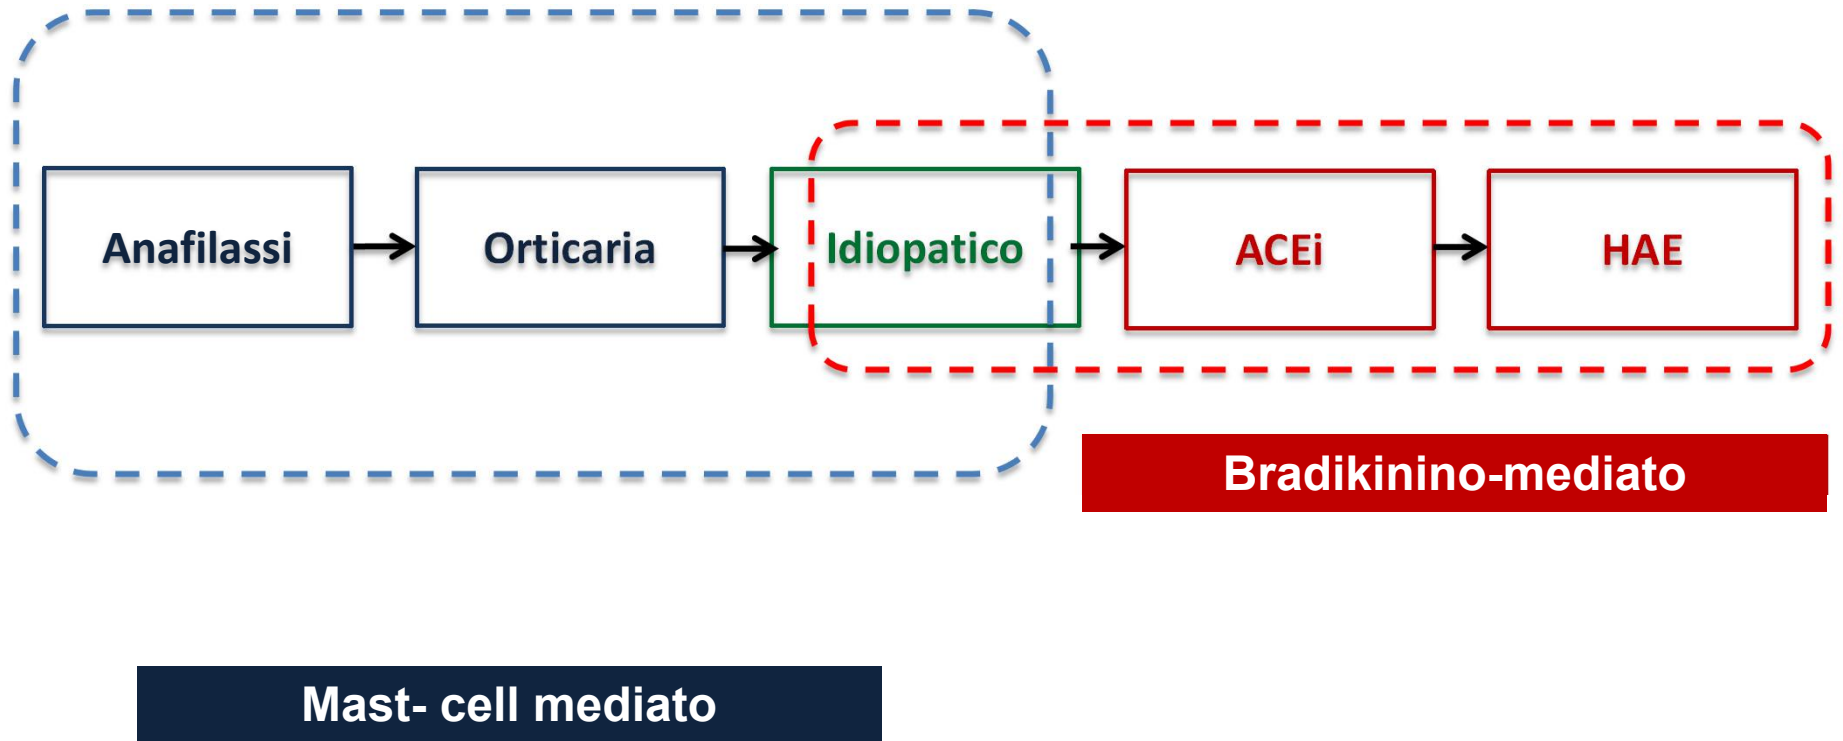 Anafilassi
Orticaria
Idiopatico
ACEi
HAE
Bradikinino-mediato
Mast- cell mediato